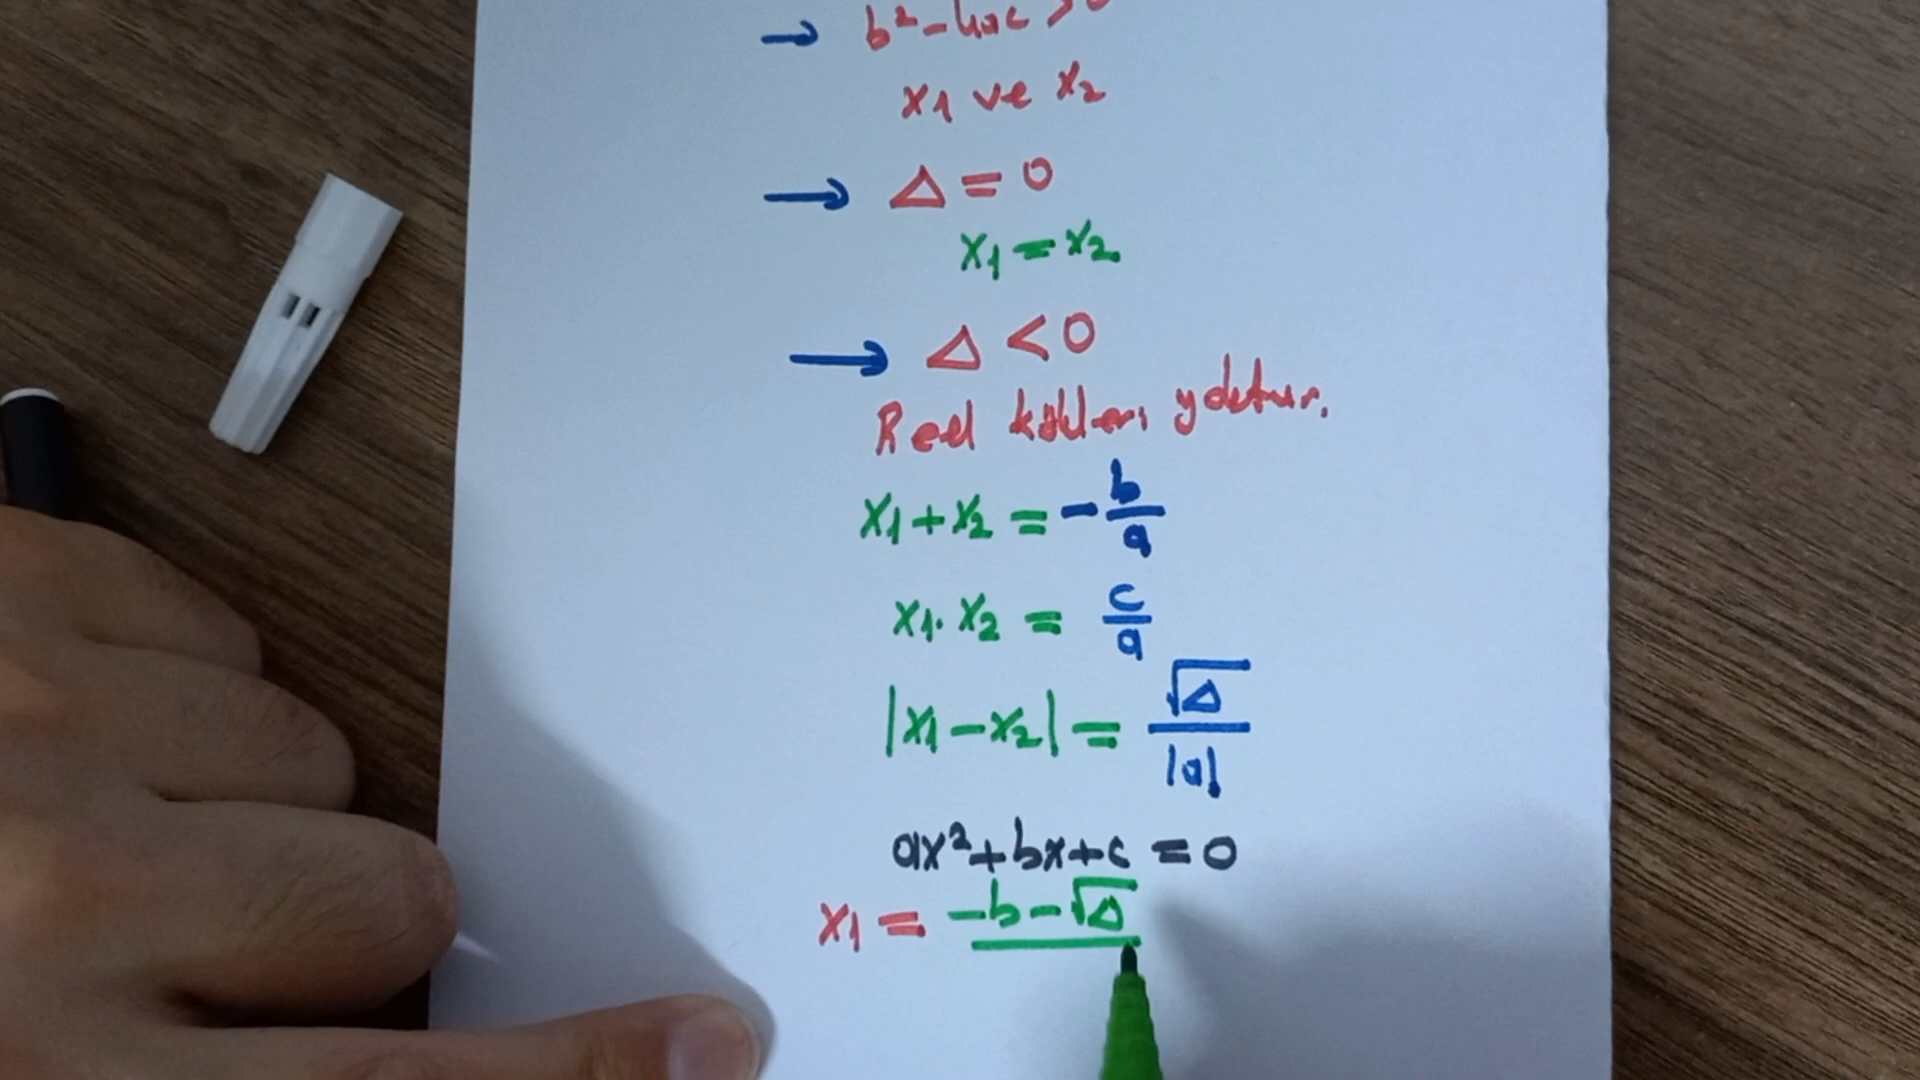 → b² - 4ac > 0
x₁ ve x₂
→ Δ = 0
x₁ = x₂
→ Δ < 0
Reel kökleri yoktur.
x₁ + x₂ = - b/a
x₁ . x₂ = c/a
|x₁ - x₂| = √Δ/|a|
ax² + bx + c = 0
x₁ = -b - √Δ